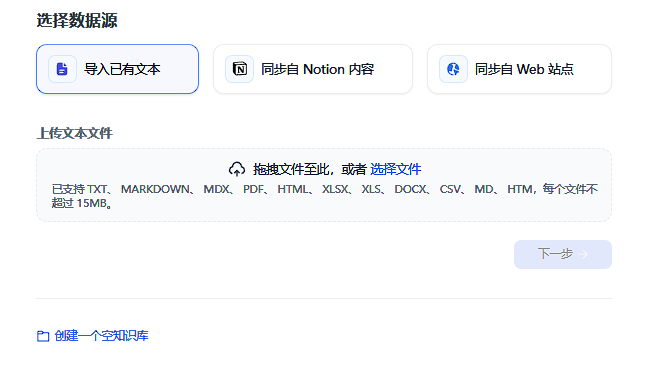 选择数据源
导入已有文本
同步自 Notion 内容
同步自 Web 站点
上传文本文件
拖拽文件至此，或者 选择文件
已支持 TXT、 MARKDOWN、 MDX、 PDF、 HTML、 XLSX、 XLS、 DOCX、 CSV、 MD、 HTM，每个文件不
超过 15MB。
下一步
创建一个空知识库